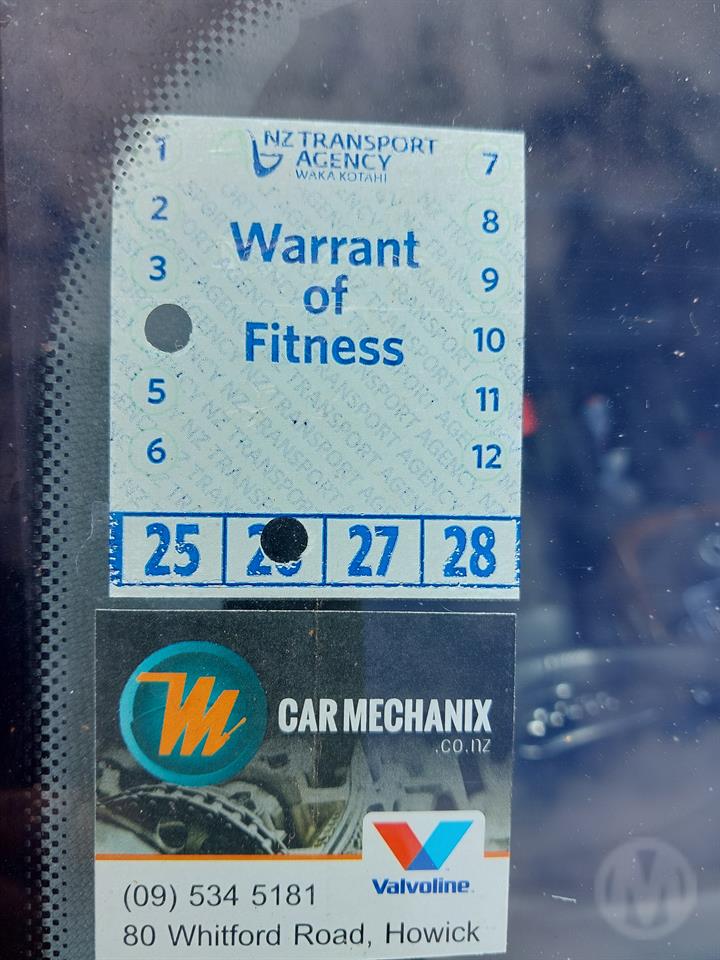 NZ TRANSPORT
AGENCY
WAKA KOTAHI
1
7
2
8
3
9
Warrant
of
Fitness
10
5
11
6
12
25
27
28
CAR MECHANIX
.co.nz
Valvoline
(09) 534 5181
80 Whitford Road, Howick